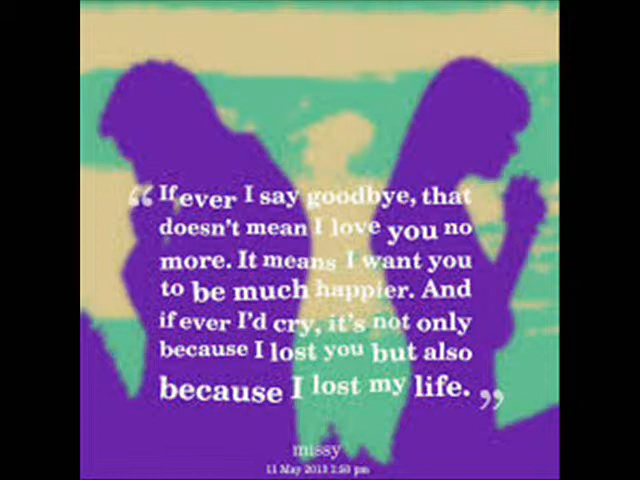 “ If ever I say goodbye, that
doesn't mean I love you no
more. It means I want you
to be much happier. And
if ever I'd cry, it's not only
because I lost you but also
because I lost my life. ”
missy
11 May 2013 1:50 pm